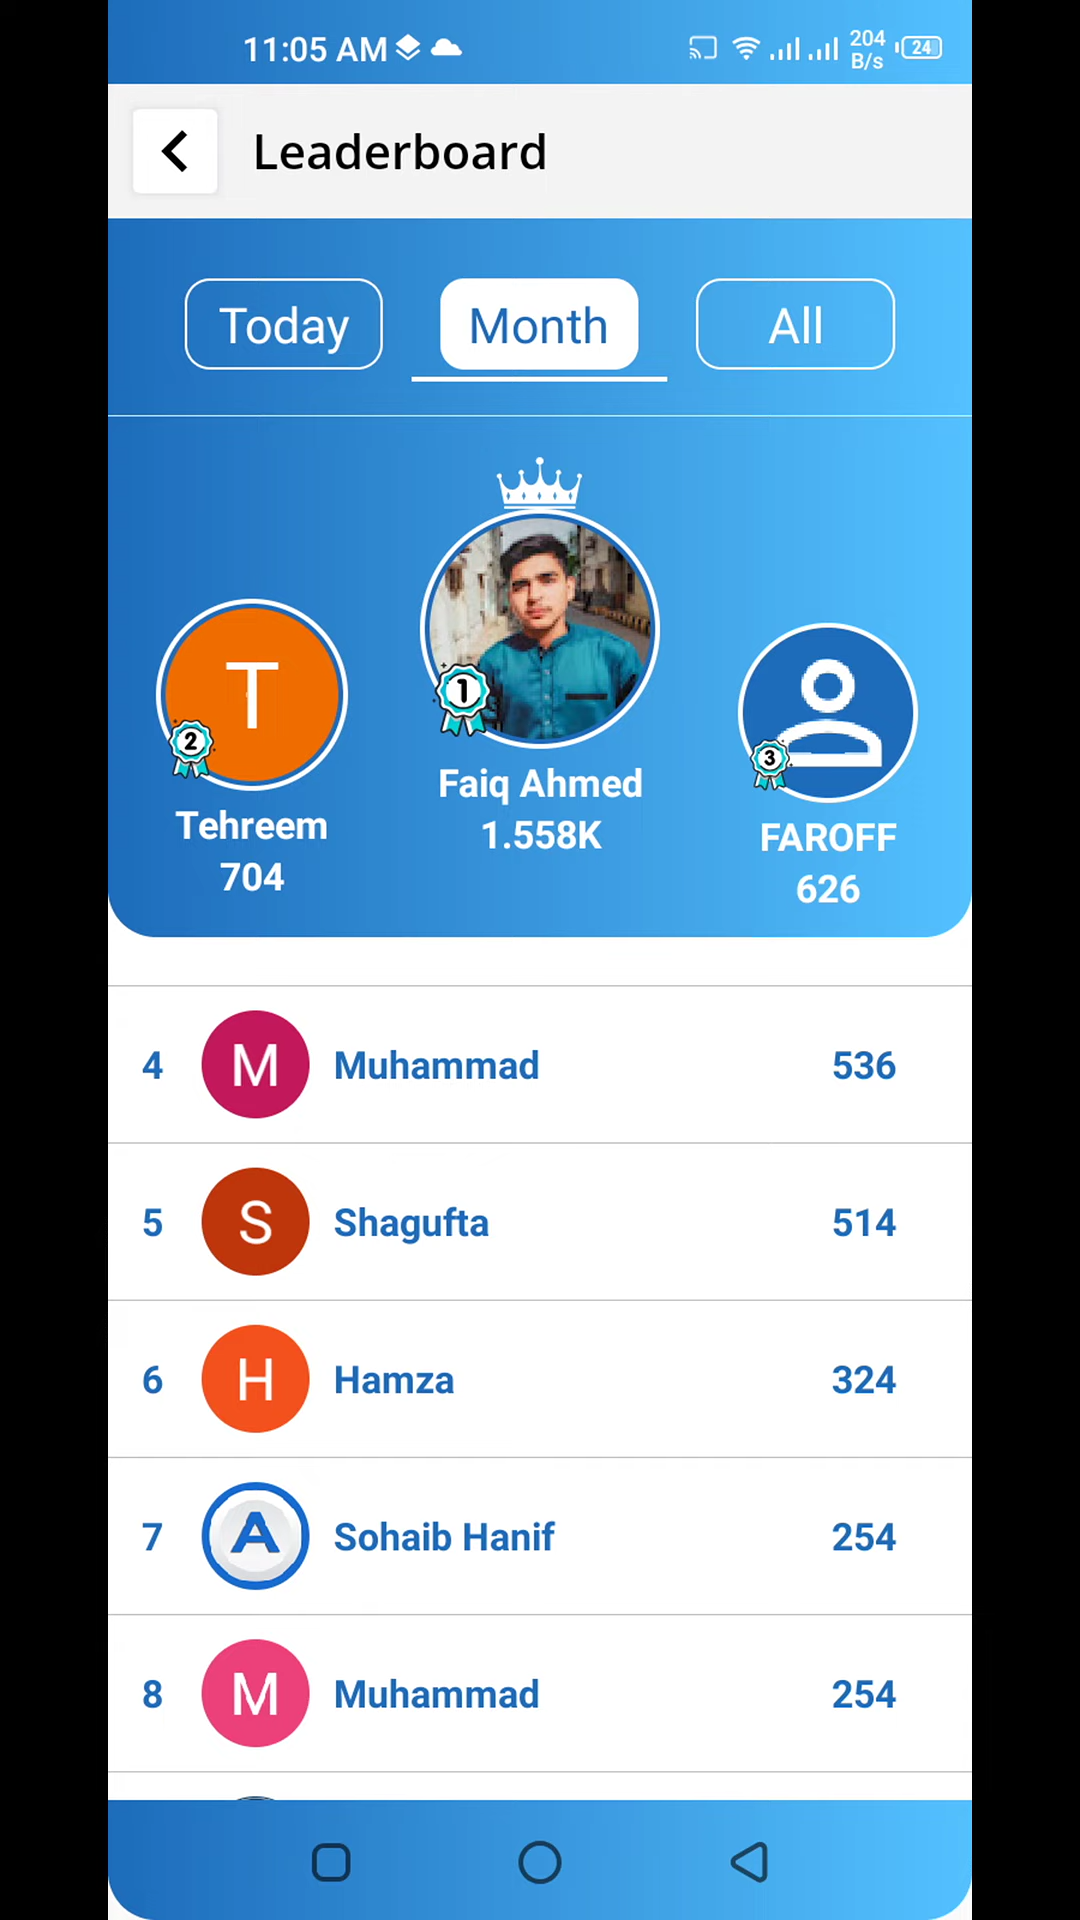 11:05 AM
204
B/s
24
Leaderboard
Today
Month
All
1
T
2
3
Faiq Ahmed
1.558K
Tehreem
704
FAROFF
626
4 M Muhammad 536
5 S Shagufta 514
6 H Hamza 324
7 A Sohaib Hanif 254
8 M Muhammad 254